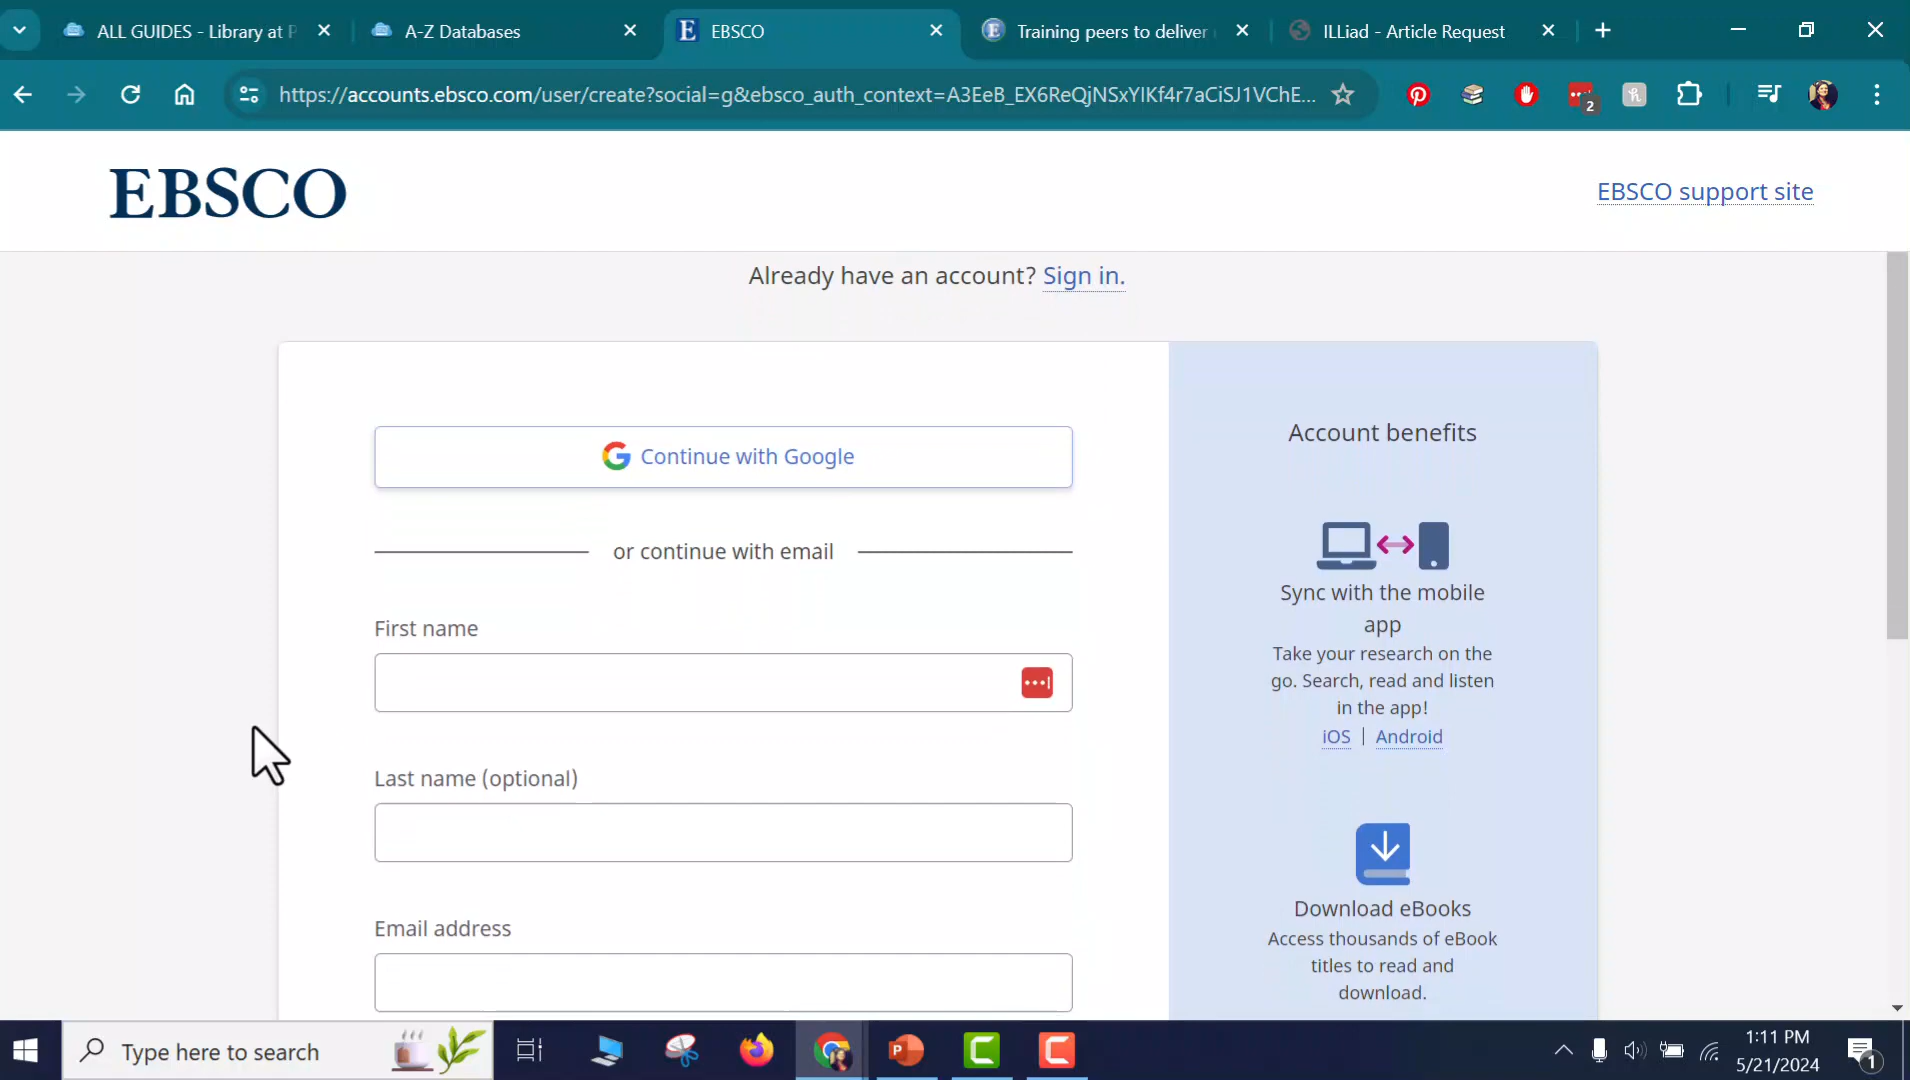 ALL GUIDES - Library at P
A-Z Databases
EBSCO
Training peers to deliver
ILLiad - Article Request
https://accounts.ebsco.com/user/create?social=g&ebsco_auth_context=A3EeB_EX6ReQjNSxYIKf4r7aCiSJ1VChE...
2
EBSCO
EBSCO support site
Already have an account? Sign in.
Continue with Google
or continue with email
First name
Last name (optional)
Email address
Account benefits
Sync with the mobile
app
Take your research on the
go. Search, read and listen
in the app!
iOS | Android
Download eBooks
Access thousands of eBook
titles to read and
download.
Type here to search
1:11 PM
5/21/2024
1